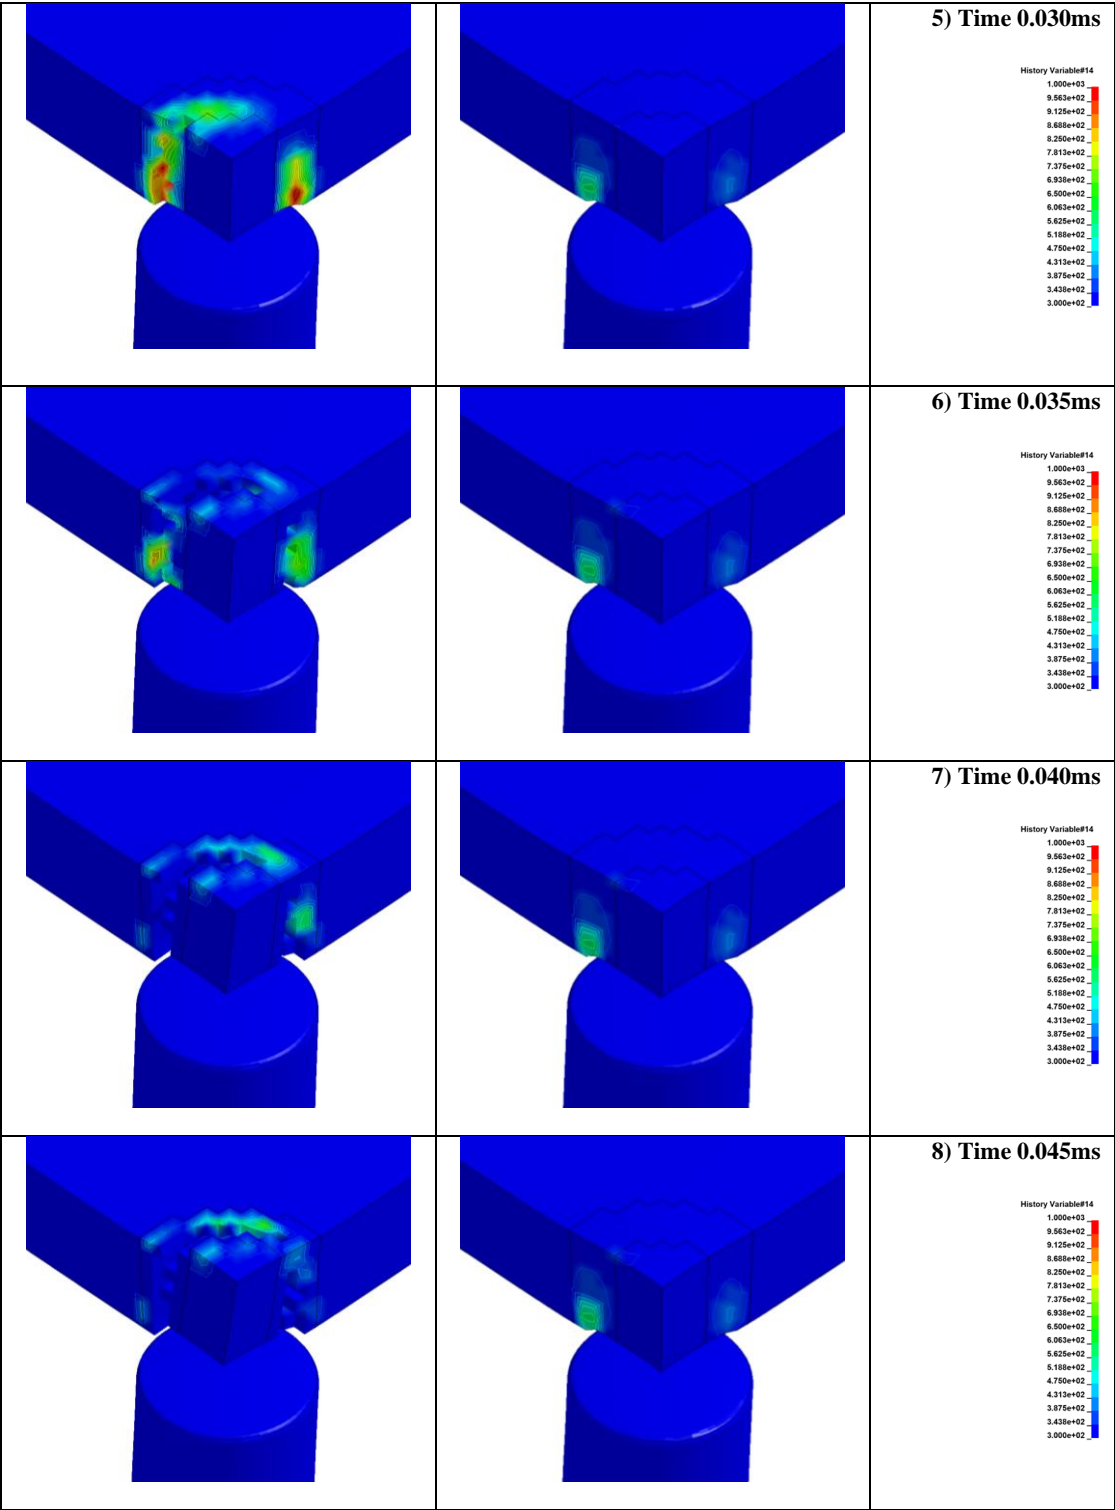 5) Time 0.030ms
History Variable#14
1.000e+03
9.563e+02
9.125e+02
8.688e+02
8.250e+02
7.813e+02
7.375e+02
6.938e+02
6.500e+02
6.063e+02
5.625e+02
5.188e+02
4.750e+02
4.313e+02
3.875e+02
3.438e+02
3.000e+02
6) Time 0.035ms
History Variable#14
1.000e+03
9.563e+02
9.125e+02
8.688e+02
8.250e+02
7.813e+02
7.375e+02
6.938e+02
6.500e+02
6.063e+02
5.625e+02
5.188e+02
4.750e+02
4.313e+02
3.875e+02
3.438e+02
3.000e+02
7) Time 0.040ms
History Variable#14
1.000e+03
9.563e+02
9.125e+02
8.688e+02
8.250e+02
7.813e+02
7.375e+02
6.938e+02
6.500e+02
6.063e+02
5.625e+02
5.188e+02
4.750e+02
4.313e+02
3.875e+02
3.438e+02
3.000e+02
8) Time 0.045ms
History Variable#14
1.000e+03
9.563e+02
9.125e+02
8.688e+02
8.250e+02
7.813e+02
7.375e+02
6.938e+02
6.500e+02
6.063e+02
5.625e+02
5.188e+02
4.750e+02
4.313e+02
3.875e+02
3.438e+02
3.000e+02